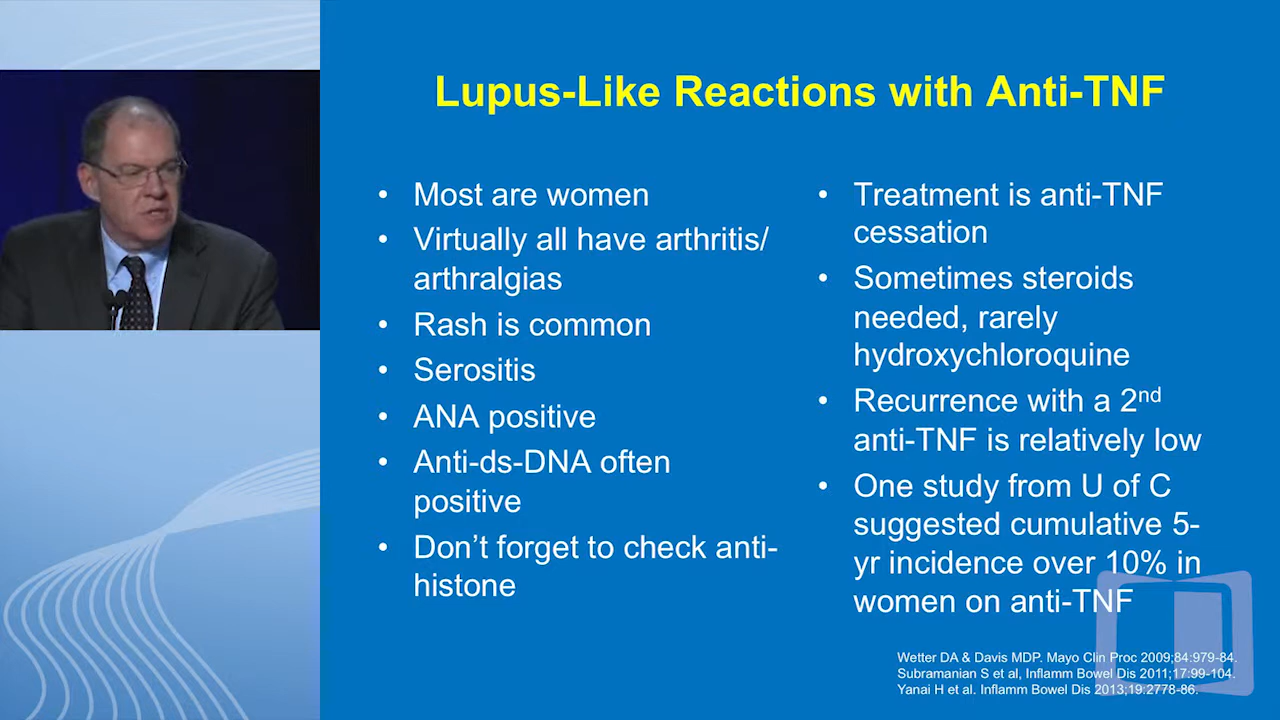 Lupus-Like Reactions with Anti-TNF
• Most are women
• Virtually all have arthritis/
arthralgias
• Rash is common
• Serositis
• ANA positive
• Anti-ds-DNA often
positive
• Don’t forget to check anti-
histone
• Treatment is anti-TNF
cessation
• Sometimes steroids
needed, rarely
hydroxychloroquine
• Recurrence with a 2nd
anti-TNF is relatively low
• One study from U of C
suggested cumulative 5-
yr incidence over 10% in
women on anti-TNF
Wetter DA & Davis MDP. Mayo Clin Proc 2009;84:979-84.
Subramanian S et al, Inflamm Bowel Dis 2011;17:99-104.
Yanai H et al. Inflamm Bowel Dis 2013;19:2778-86.